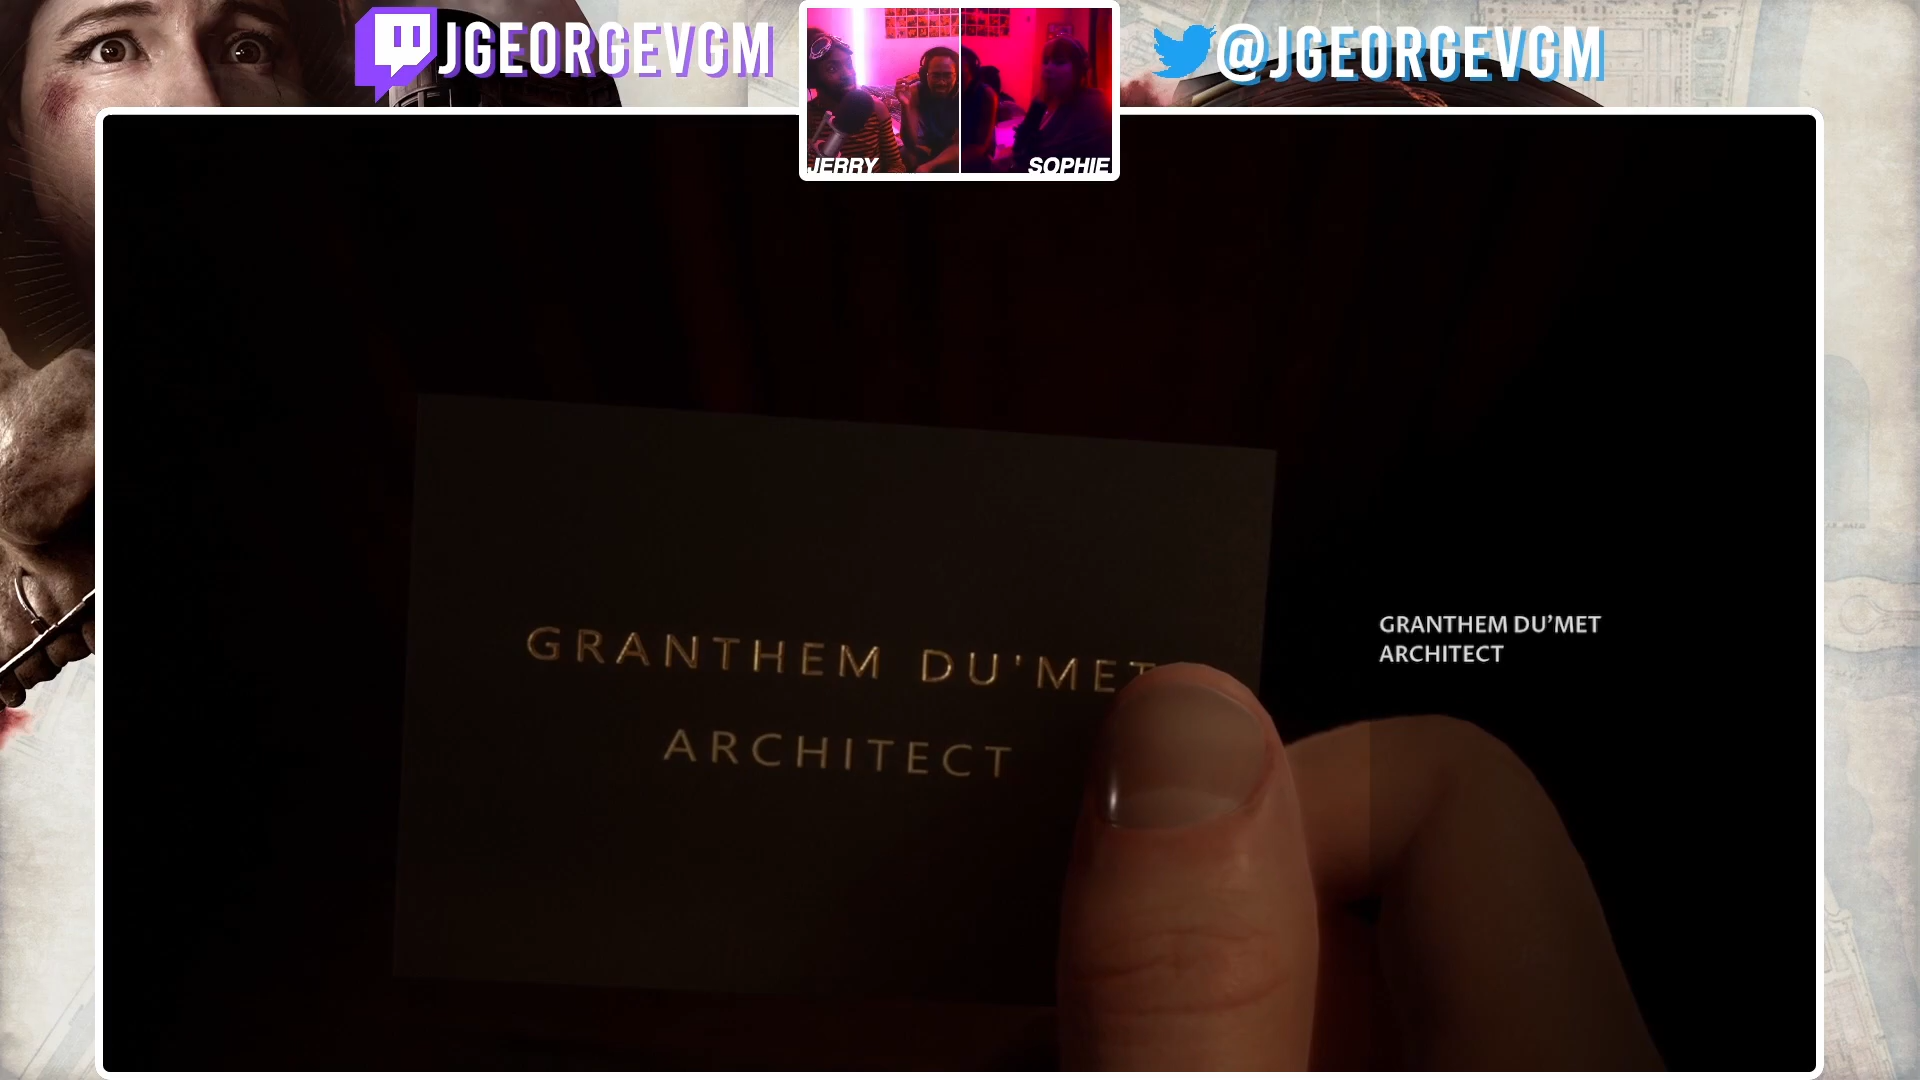 JGEORGEVGM
@JGEORGEVGM
JERRY
SOPHIE
GRANTHEM DU'MET
ARCHITECT
GRANTHEM DU’MET
ARCHITECT